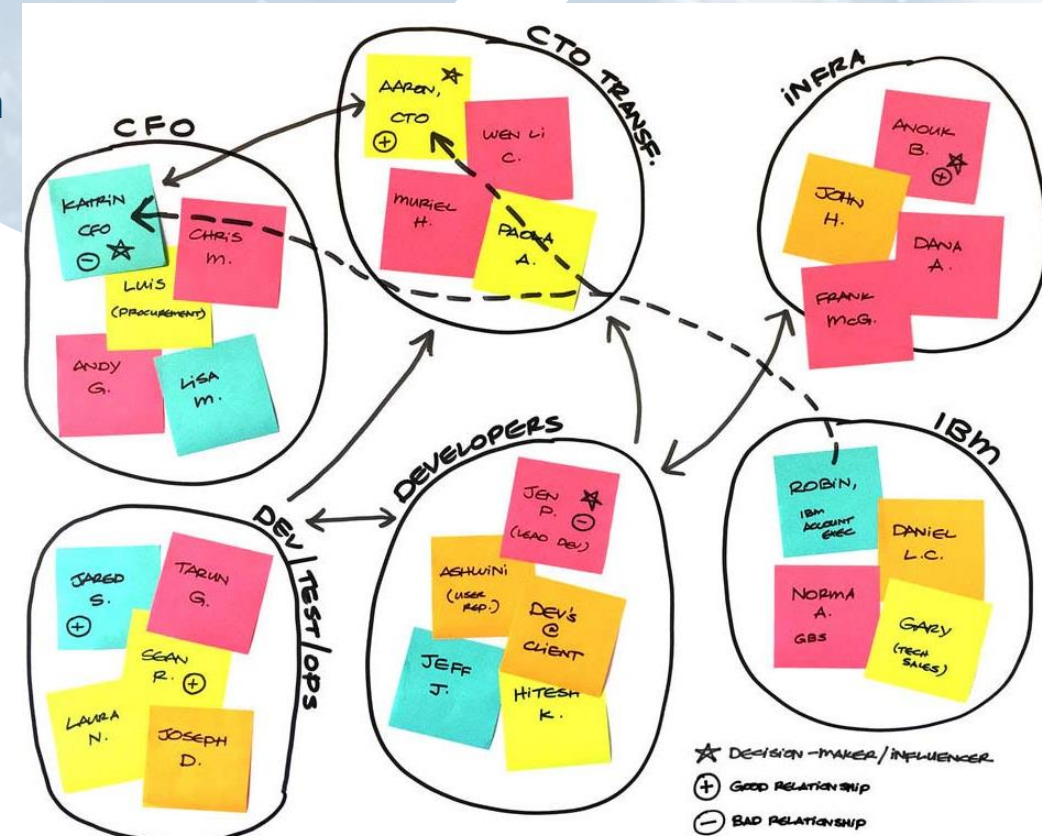 CFO
KATRIN
CFO
CHRIS
M.
LUIS
(PROCUREMENT)
ANDY
G.
LISA
M.
CTO TRANSF.
AARON,
CTO
WEN LI
C.
MURIEL
H.
PAOLA
A.
INFRA
ANOUK
B.
JOHN
H.
DANA
A.
FRANK
McG.
DEV/TEST/OPS
JARED
S.
TARUN
G.
SEAN
R.
LAURA
N.
JOSEPH
D.
DEVELOPERS
JEN
P.
(LEAD DEV)
ASHWINI
(USER
REP.)
DEV'S
@
CLIENT
JEFF
J.
HITESH
K.
IBM
ROBIN,
IBM
ACCOUNT
EXEC
DANIEL
L.C.
NORMA
A.
GBS
GARY
(TECH
SALES)
DECISION-MAKER/INFLUENCER
GOOD RELATIONSHIP
BAD RELATIONSHIP